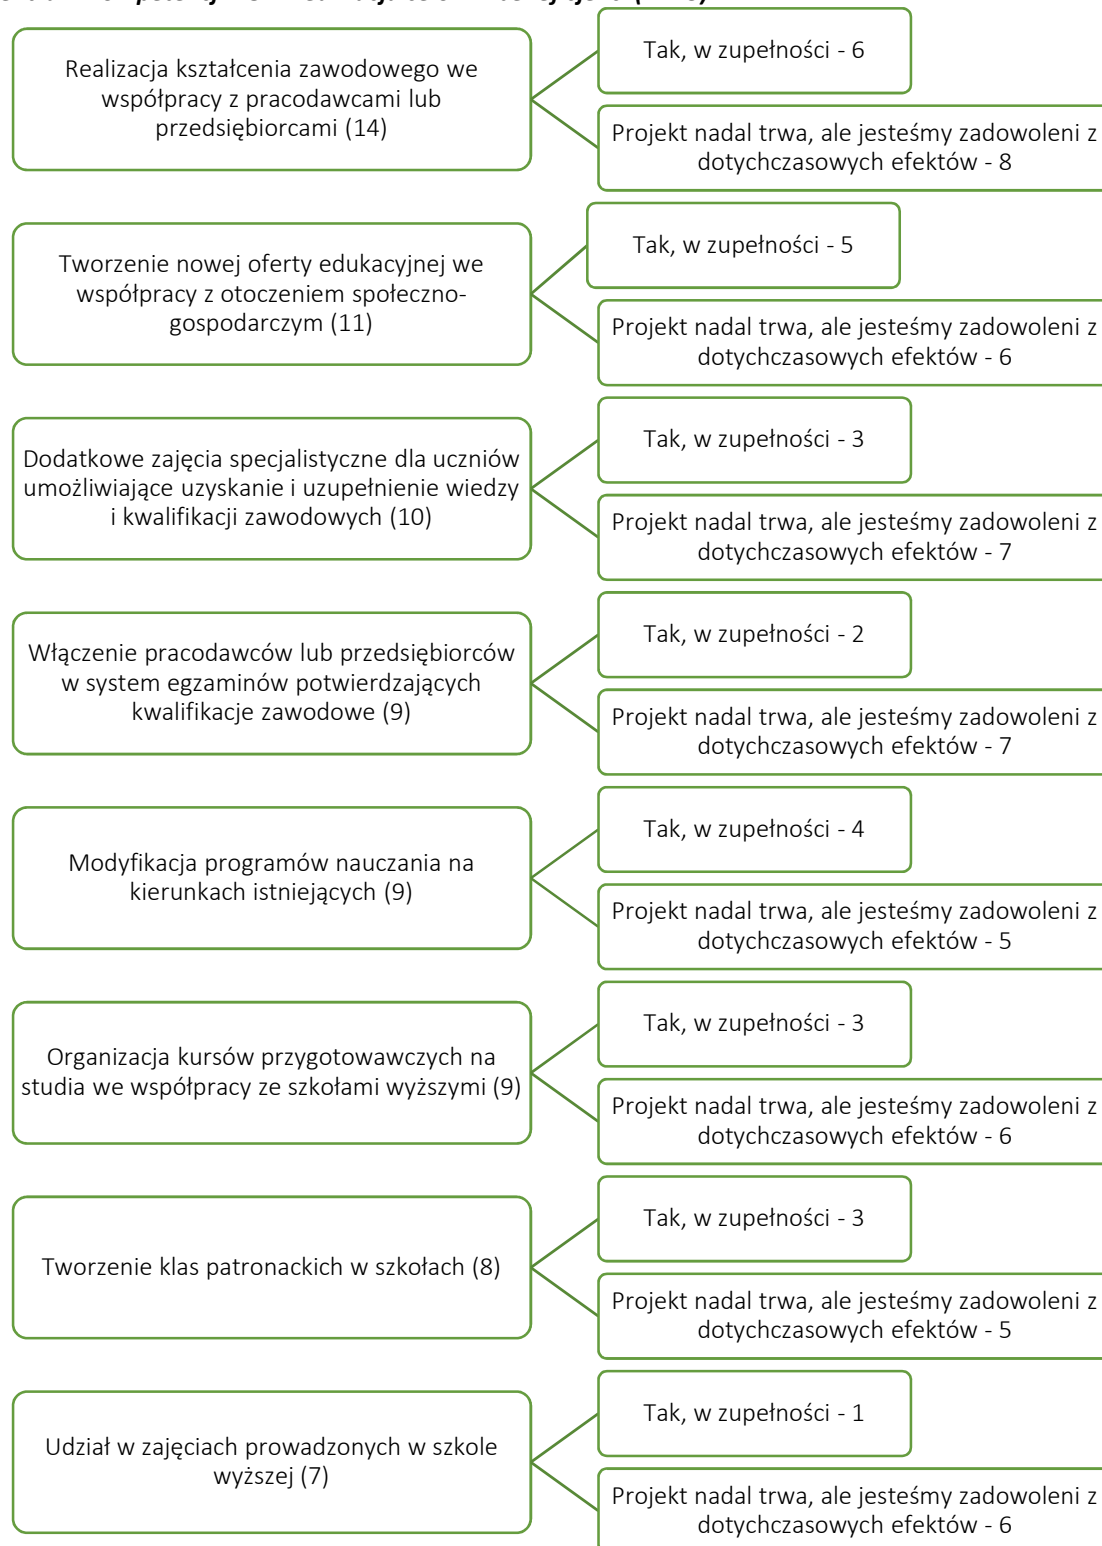 Realizacja kształcenia zawodowego we
współpracy z pracodawcami lub
przedsiębiorcami (14)
Tak, w zupełności - 6
Projekt nadal trwa, ale jesteśmy zadowoleni z
dotychczasowych efektów - 8
Tworzenie nowej oferty edukacyjnej we
współpracy z otoczeniem społeczno-
gospodarczym (11)
Tak, w zupełności - 5
Projekt nadal trwa, ale jesteśmy zadowoleni z
dotychczasowych efektów - 6
Dodatkowe zajęcia specjalistyczne dla uczniów
umożliwiające uzyskanie i uzupełnienie wiedzy
i kwalifikacji zawodowych (10)
Tak, w zupełności - 3
Projekt nadal trwa, ale jesteśmy zadowoleni z
dotychczasowych efektów - 7
Włączenie pracodawców lub przedsiębiorców
w system egzaminów potwierdzających
kwalifikacje zawodowe (9)
Tak, w zupełności - 2
Projekt nadal trwa, ale jesteśmy zadowoleni z
dotychczasowych efektów - 7
Modyfikacja programów nauczania na
kierunkach istniejących (9)
Tak, w zupełności - 4
Projekt nadal trwa, ale jesteśmy zadowoleni z
dotychczasowych efektów - 5
Organizacja kursów przygotowawczych na
studia we współpracy ze szkołami wyższymi (9)
Tak, w zupełności - 3
Projekt nadal trwa, ale jesteśmy zadowoleni z
dotychczasowych efektów - 6
Tworzenie klas patronackich w szkołach (8)
Tak, w zupełności - 3
Projekt nadal trwa, ale jesteśmy zadowoleni z
dotychczasowych efektów - 5
Udział w zajęciach prowadzonych w szkole
wyższej (7)
Tak, w zupełności - 1
Projekt nadal trwa, ale jesteśmy zadowoleni z
dotychczasowych efektów - 6